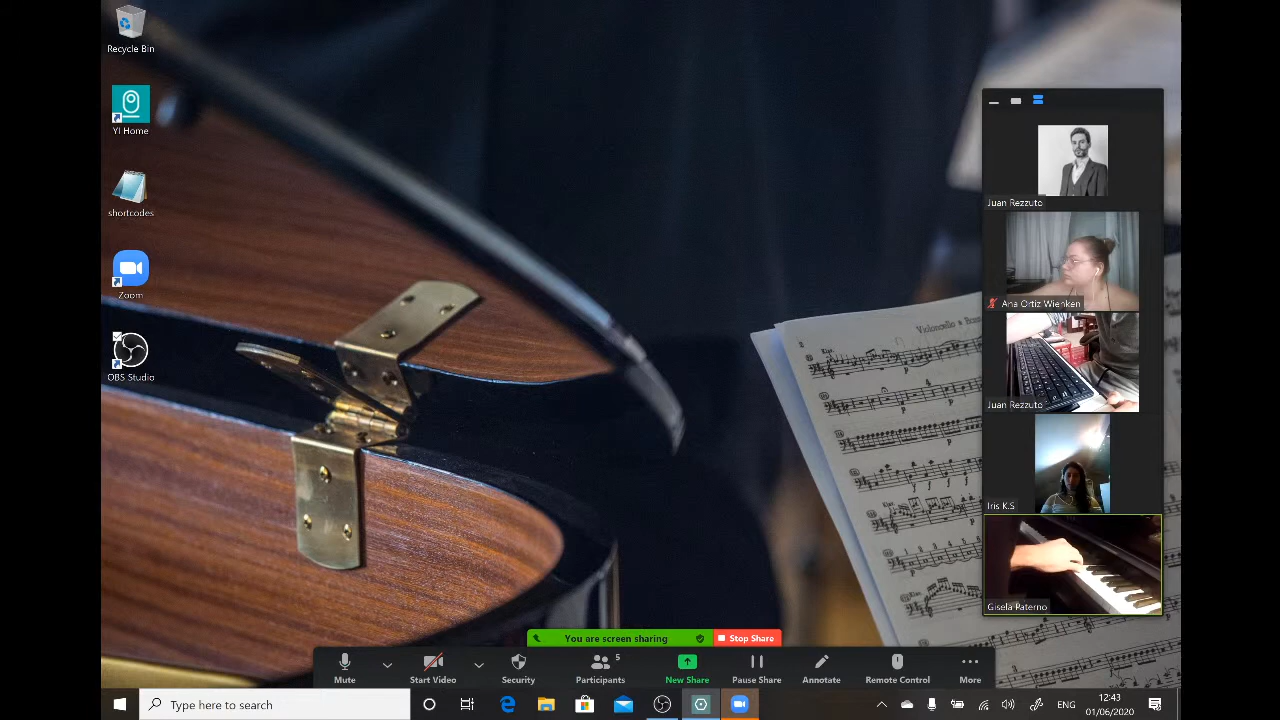 Recycle Bin
YI Home
shortcodes
Zoom
OBS Studio
Juan Rezzuto
Ana Ortiz Wienken
Juan Rezzuto
Iris K.S
Gisela Paterno
Violoncello e Basso
You are screen sharing
Stop Share
Mute
Start Video
Security
5
Participants
New Share
Pause Share
Annotate
Remote Control
More
Type here to search
ENG
12:43
01/06/2020